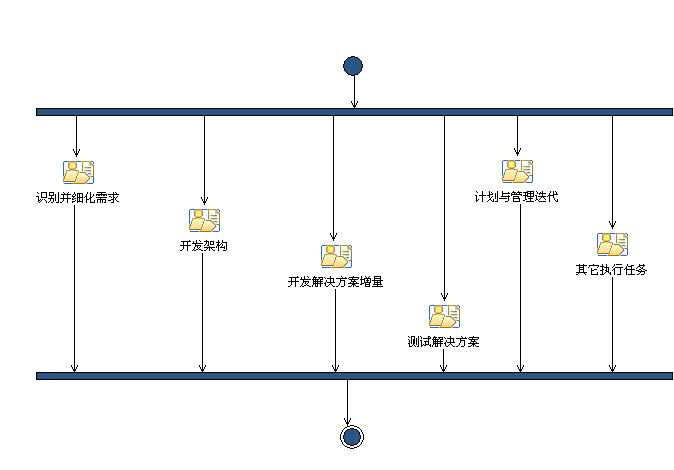 识别并细化需求
计划与管理迭代
开发架构
其它执行任务
开发解决方案增量
测试解决方案